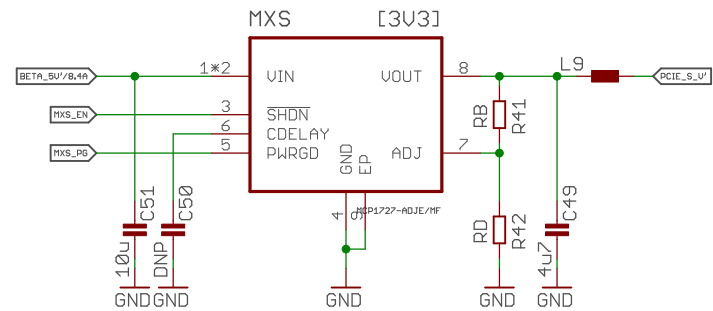 MXS [3V3]
BETA_5V'/8.4A 1*2 VIN VOUT 8 L9 PCIE_S_V'
MXS_EN 3 SHDN RB R41
6 CDELAY
MXS_PG 5 PWRGD GND EP ADJ 7
4 9 MCP1727-ADJE/MF
10u C51 DNP C50 RD R42 4u7 C49
GND GND GND GND GND